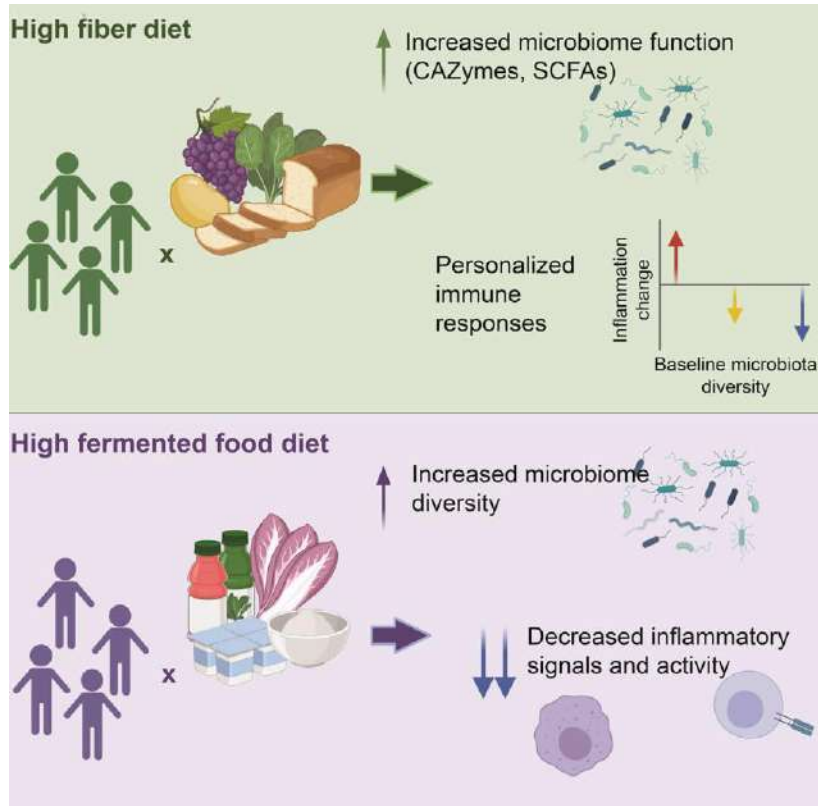 High fiber diet
Increased microbiome function
(CAZymes, SCFAs)
x
Personalized
immune
responses
Inflammation
change
Baseline microbiota
diversity
High fermented food diet
Increased microbiome
diversity
x
Decreased inflammatory
signals and activity